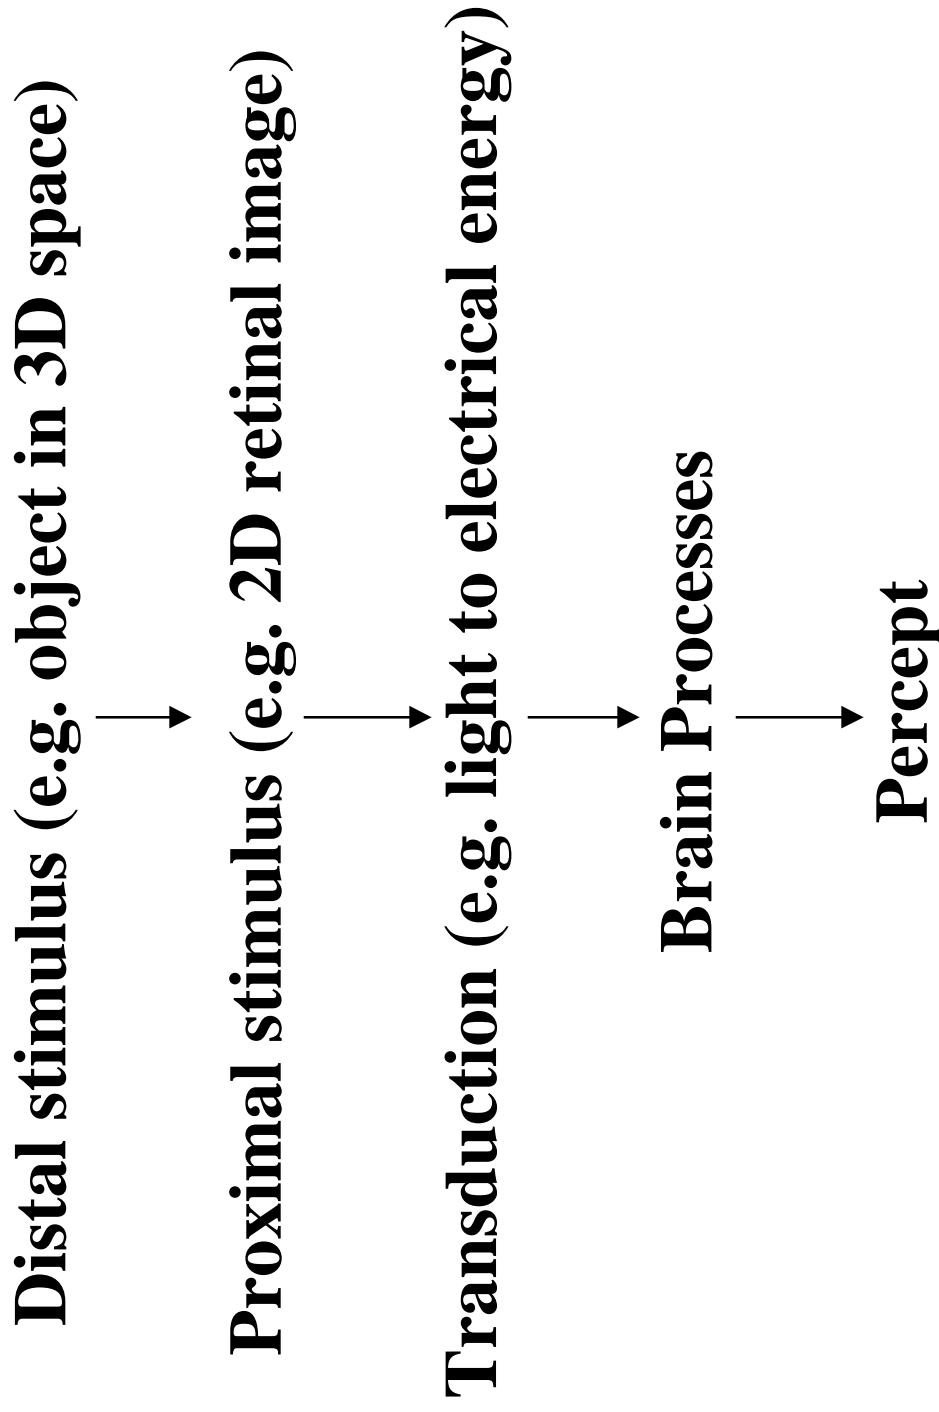 Distal stimulus (e.g. object in 3D space)
Proximal stimulus (e.g. 2D retinal image)
Transduction (e.g. light to electrical energy)
Brain Processes
Percept